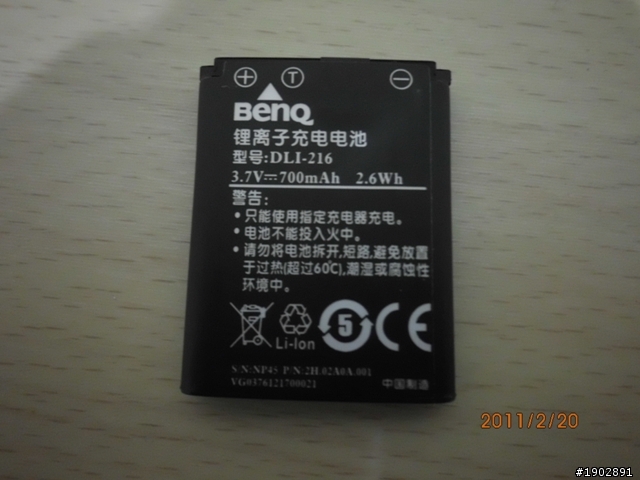 + T −
BenQ
锂离子充电电池
型号:DLI-216
3.7V⎓700mAh 2.6Wh
警告:
• 只能使用指定充电器充电。
• 电池不能投入火中。
• 请勿将电池拆开,短路,避免放置
于过热(超过60℃),潮湿或腐蚀性
环境中。
5 CE
Li-Ion
S/N:NP45 P/N:2H.02A0A.001
VG0376121700021
中国制造
2011/2/20
#1902891